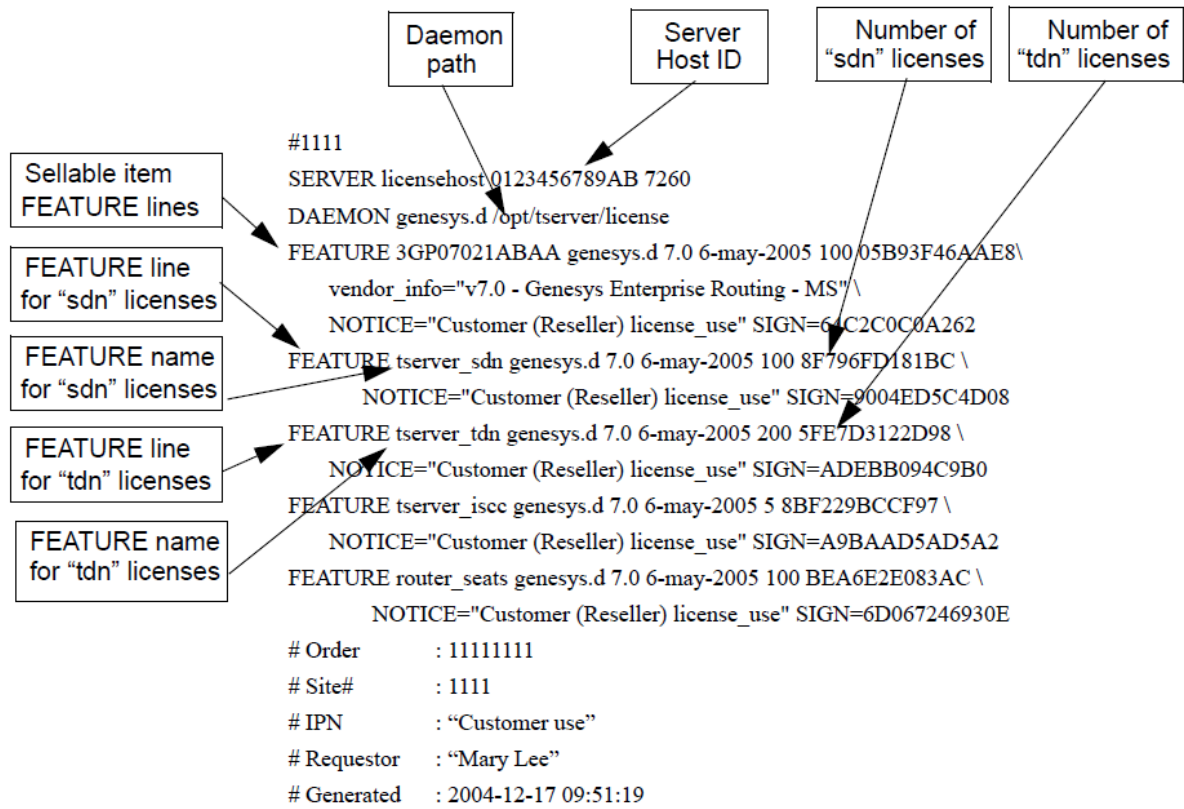 Daemon
path
Server
Host ID
Number of
“sdn” licenses
Number of
“tdn” licenses
Sellable item
FEATURE lines
FEATURE line
for “sdn” licenses
FEATURE name
for “sdn” licenses
FEATURE line
for “tdn” licenses
FEATURE name
for “tdn” licenses
#1111
SERVER licensehost 0123456789AB 7260
DAEMON genesys.d /opt/tserver/license
FEATURE 3GP07021ABAA genesys.d 7.0 6-may-2005 100 05B93F46AAE8\
vendor_info="v7.0 - Genesys Enterprise Routing - MS" \
NOTICE="Customer (Reseller) license_use" SIGN=64C2C0C0A262
FEATURE tserver_sdn genesys.d 7.0 6-may-2005 100 8F796FD181BC \
NOTICE="Customer (Reseller) license_use" SIGN=9004ED5C4D08
FEATURE tserver_tdn genesys.d 7.0 6-may-2005 200 5FE7D3122D98 \
NOTICE="Customer (Reseller) license_use" SIGN=ADEBB094C9B0
FEATURE tserver_iscc genesys.d 7.0 6-may-2005 5 8BF229BCCF97 \
NOTICE="Customer (Reseller) license_use" SIGN=A9BAAD5AD5A2
FEATURE router_seats genesys.d 7.0 6-may-2005 100 BEA6E2E083AC \
NOTICE="Customer (Reseller) license_use" SIGN=6D067246930E
# Order : 11111111
# Site# : 1111
# IPN : “Customer use”
# Requestor : “Mary Lee”
# Generated : 2004-12-17 09:51:19